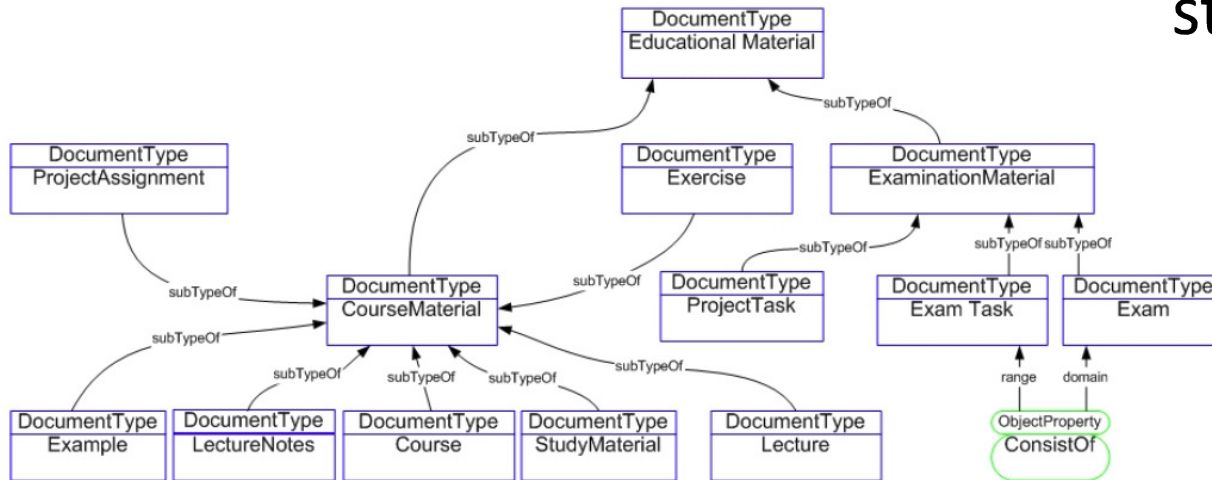 st
DocumentType
Educational Material
subTypeOf
subTypeOf
DocumentType
ProjectAssignment
DocumentType
Exercise
DocumentType
ExaminationMaterial
subTypeOf
subTypeOf
subTypeOf
subTypeOf
subTypeOf
DocumentType
CourseMaterial
DocumentType
ProjectTask
DocumentType
Exam Task
DocumentType
Exam
subTypeOf
subTypeOf
subTypeOf
subTypeOf
subTypeOf
range
domain
DocumentType
Example
DocumentType
LectureNotes
DocumentType
Course
DocumentType
StudyMaterial
DocumentType
Lecture
ObjectProperty
ConsistOf